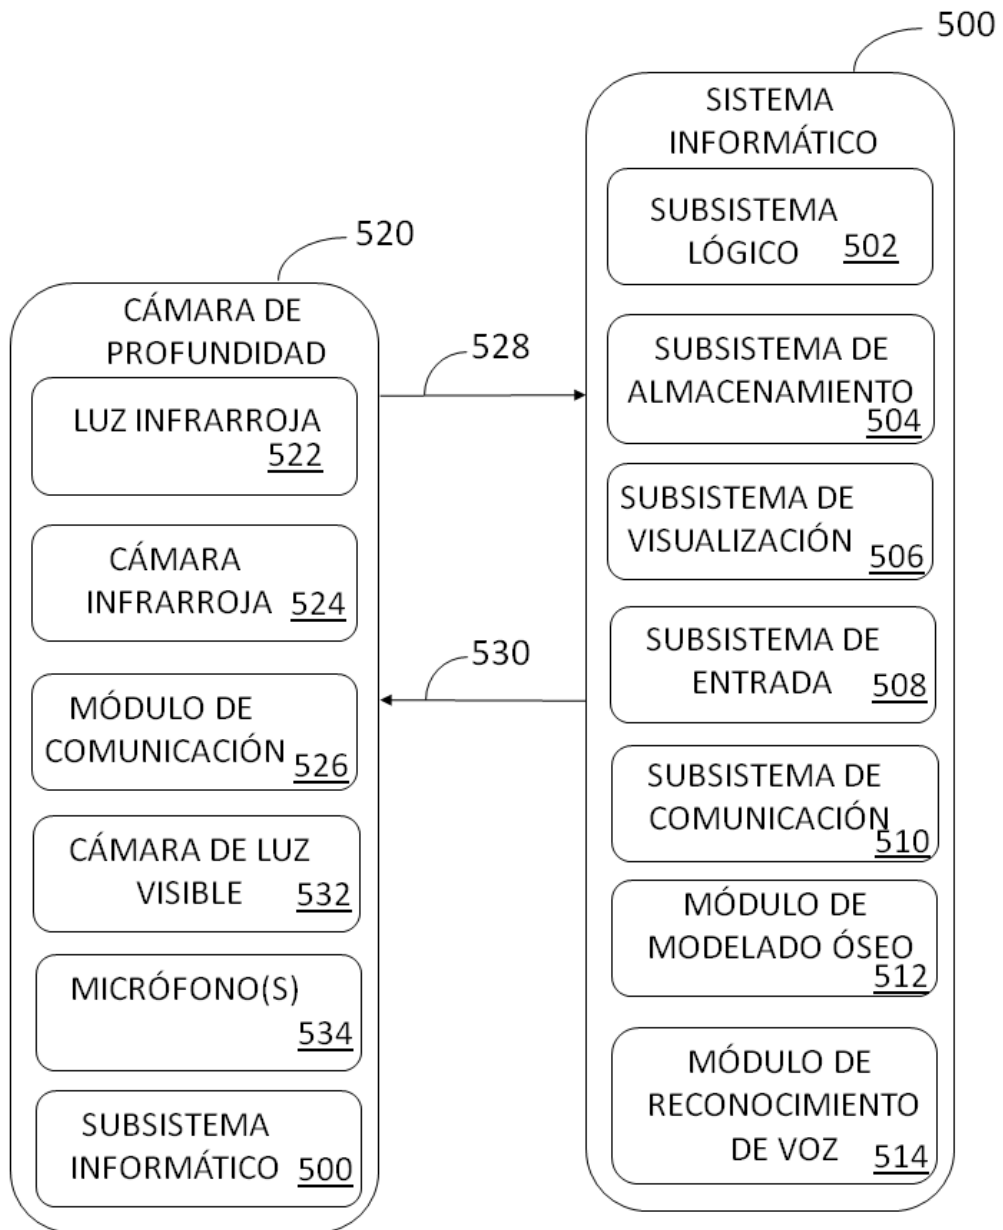 500
SISTEMA
INFORMÁTICO
SUBSISTEMA
LÓGICO 502
SUBSISTEMA DE
ALMACENAMIENTO
504
SUBSISTEMA DE
VISUALIZACIÓN
506
SUBSISTEMA DE
ENTRADA 508
SUBSISTEMA DE
COMUNICACIÓN
510
MÓDULO DE
MODELADO ÓSEO
512
MÓDULO DE
RECONOCIMIENTO
DE VOZ 514
520
CÁMARA DE
PROFUNDIDAD
LUZ INFRARROJA
522
CÁMARA
INFRARROJA 524
MÓDULO DE
COMUNICACIÓN 526
CÁMARA DE LUZ
VISIBLE 532
MICRÓFONO(S)
534
SUBSISTEMA
INFORMÁTICO 500
528
530